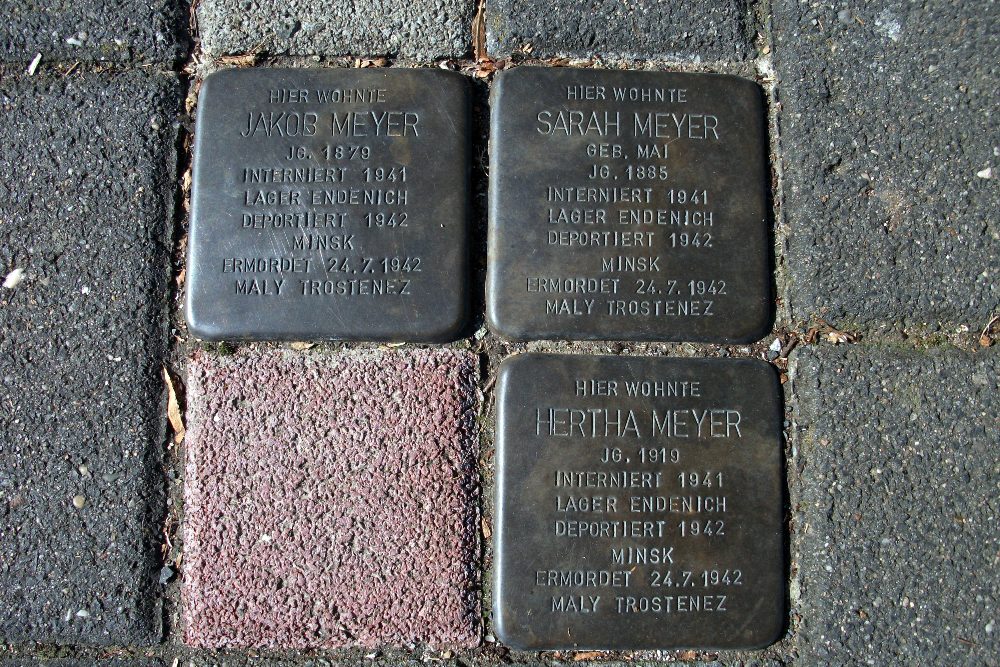 HIER WOHNTE
JAKOB MEYER
JG. 1879
INTERNIERT 1941
LAGER ENDENICH
DEPORTIERT 1942
MINSK
ERMORDET 24.7.1942
MALY TROSTENEZ
HIER WOHNTE
SARAH MEYER
GEB. MAI
JG. 1885
INTERNIERT 1941
LAGER ENDENICH
DEPORTIERT 1942
MINSK
ERMORDET 24.7.1942
MALY TROSTENEZ
HIER WOHNTE
HERTHA MEYER
JG. 1919
INTERNIERT 1941
LAGER ENDENICH
DEPORTIERT 1942
MINSK
ERMORDET 24.7.1942
MALY TROSTENEZ